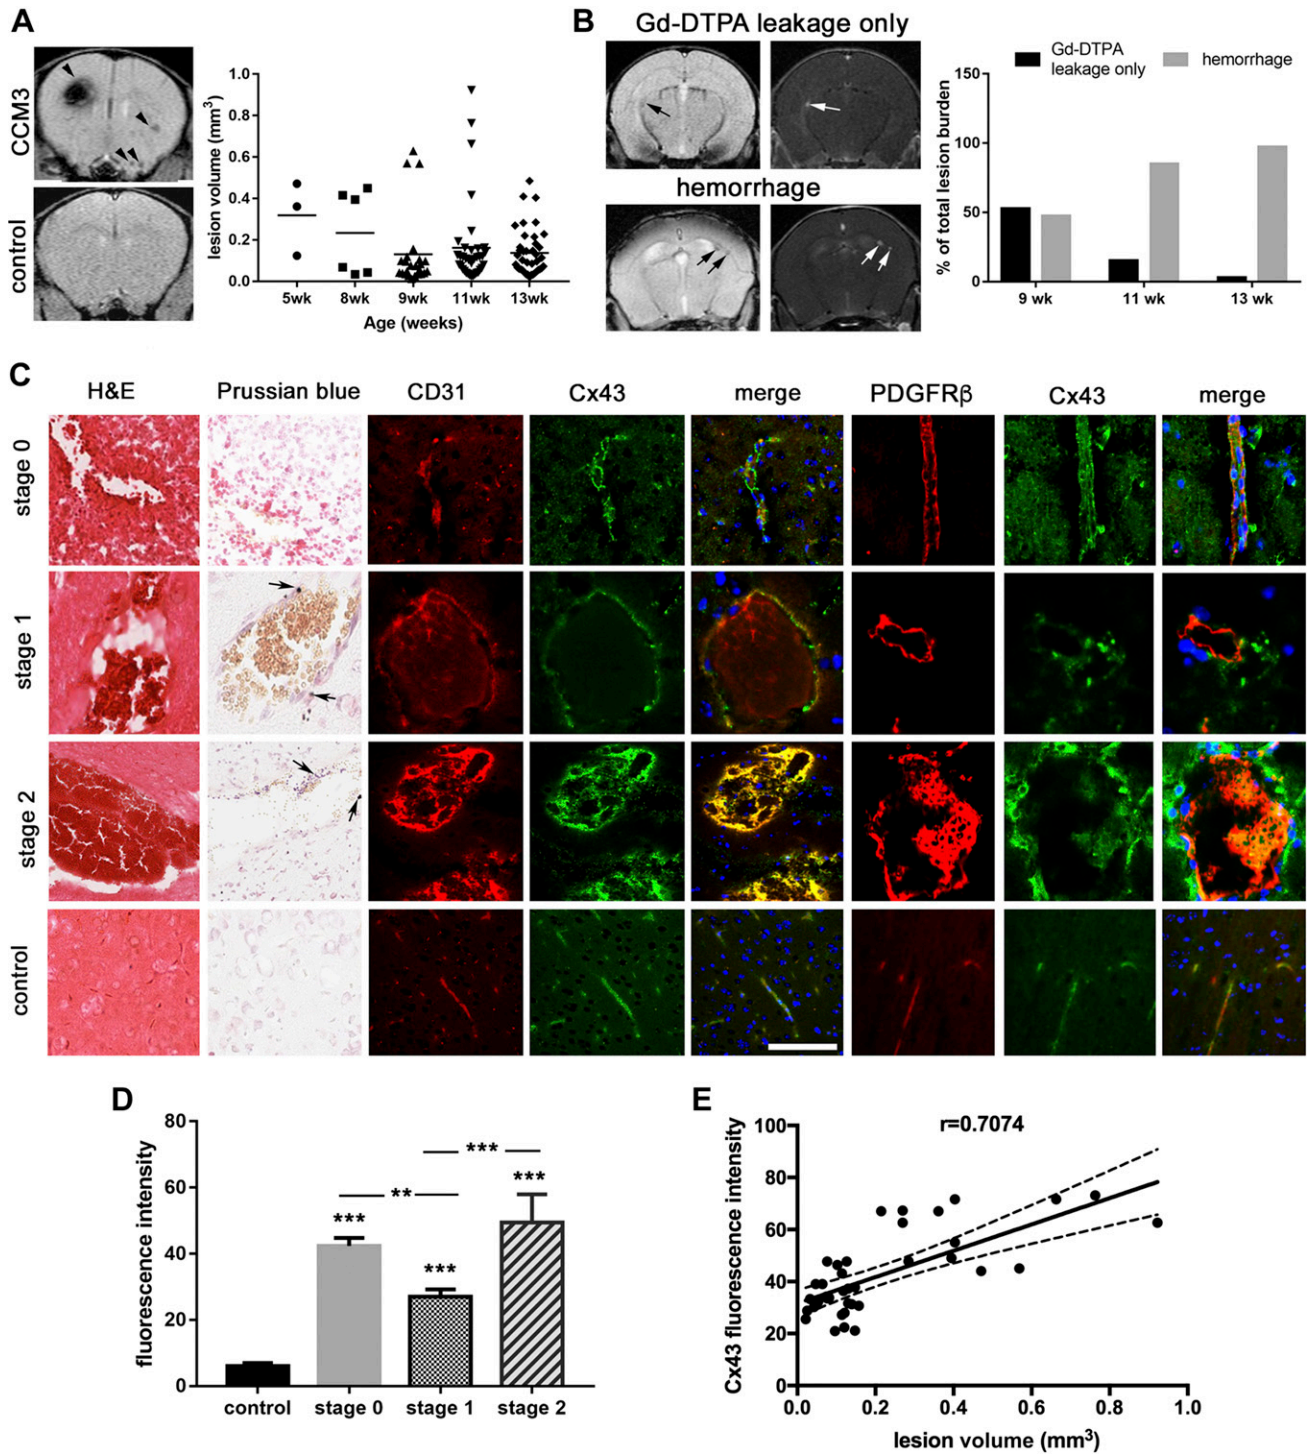 A
CCM3
control
lesion volume (mm³)
1.0
0.8
0.6
0.4
0.2
0.0
5wk 8wk 9wk 11wk 13wk
Age (weeks)
B
Gd-DTPA leakage only
hemorrhage
Gd-DTPA
leakage only
hemorrhage
% of total lesion burden
150
100
50
0
9 wk 11 wk 13 wk
C
H&E Prussian blue CD31 Cx43 merge PDGFRβ Cx43 merge
stage 0
stage 1
stage 2
control
D
fluorescence intensity
80
60
40
20
0
***
**
***
***
***
control stage 0 stage 1 stage 2
E
r=0.7074
Cx43 fluorescence intensity
100
80
60
40
20
0
0.0 0.2 0.4 0.6 0.8 1.0
lesion volume (mm³)